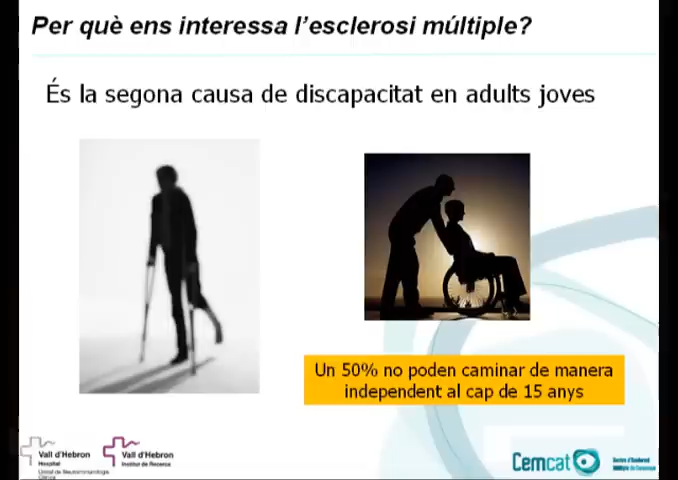 Per què ens interessa l'esclerosi múltiple?
És la segona causa de discapacitat en adults joves
Un 50% no poden caminar de manera
independent al cap de 15 anys
Vall d'Hebron
Hospital
Unitat de Neuroimmunologia
Clínica
Vall d'Hebron
Institut de Recerca
Cemcat